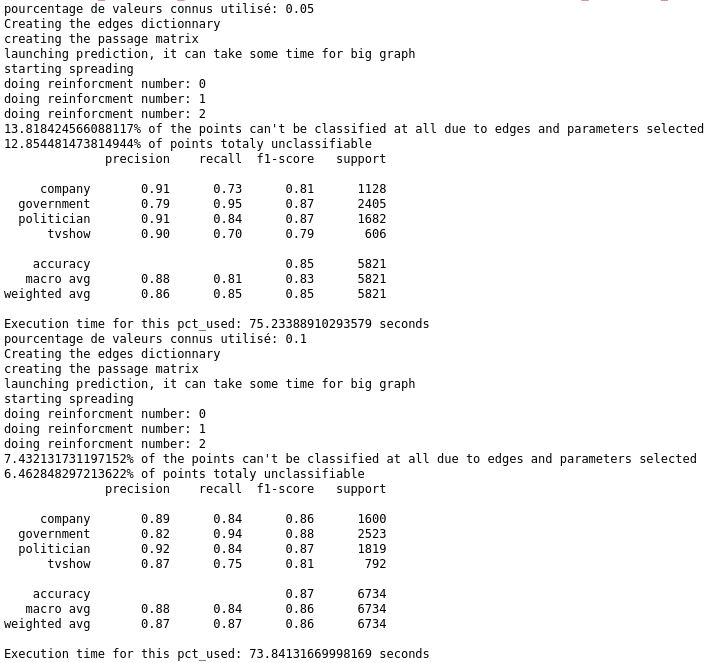 pourcentage de valeurs connus utilisé: 0.05
Creating the edges dictionnary
creating the passage matrix
launching prediction, it can take some time for big graph
starting spreading
doing reinforcment number: 0
doing reinforcment number: 1
doing reinforcment number: 2
13.818424566088117% of the points can't be classified at all due to edges and parameters selected
12.854481473814944% of points totaly unclassifiable
precision recall f1-score support
company 0.91 0.73 0.81 1128
government 0.79 0.95 0.87 2405
politician 0.91 0.84 0.87 1682
tvshow 0.90 0.70 0.79 606
accuracy 0.85 5821
macro avg 0.88 0.81 0.83 5821
weighted avg 0.86 0.85 0.85 5821
Execution time for this pct_used: 75.23388910293579 seconds
pourcentage de valeurs connus utilisé: 0.1
Creating the edges dictionnary
creating the passage matrix
launching prediction, it can take some time for big graph
starting spreading
doing reinforcment number: 0
doing reinforcment number: 1
doing reinforcment number: 2
7.432131731197152% of the points can't be classified at all due to edges and parameters selected
6.462848297213622% of points totaly unclassifiable
precision recall f1-score support
company 0.89 0.84 0.86 1600
government 0.82 0.94 0.88 2523
politician 0.92 0.84 0.87 1819
tvshow 0.87 0.75 0.81 792
accuracy 0.87 6734
macro avg 0.88 0.84 0.86 6734
weighted avg 0.87 0.87 0.86 6734
Execution time for this pct_used: 73.84131669998169 seconds